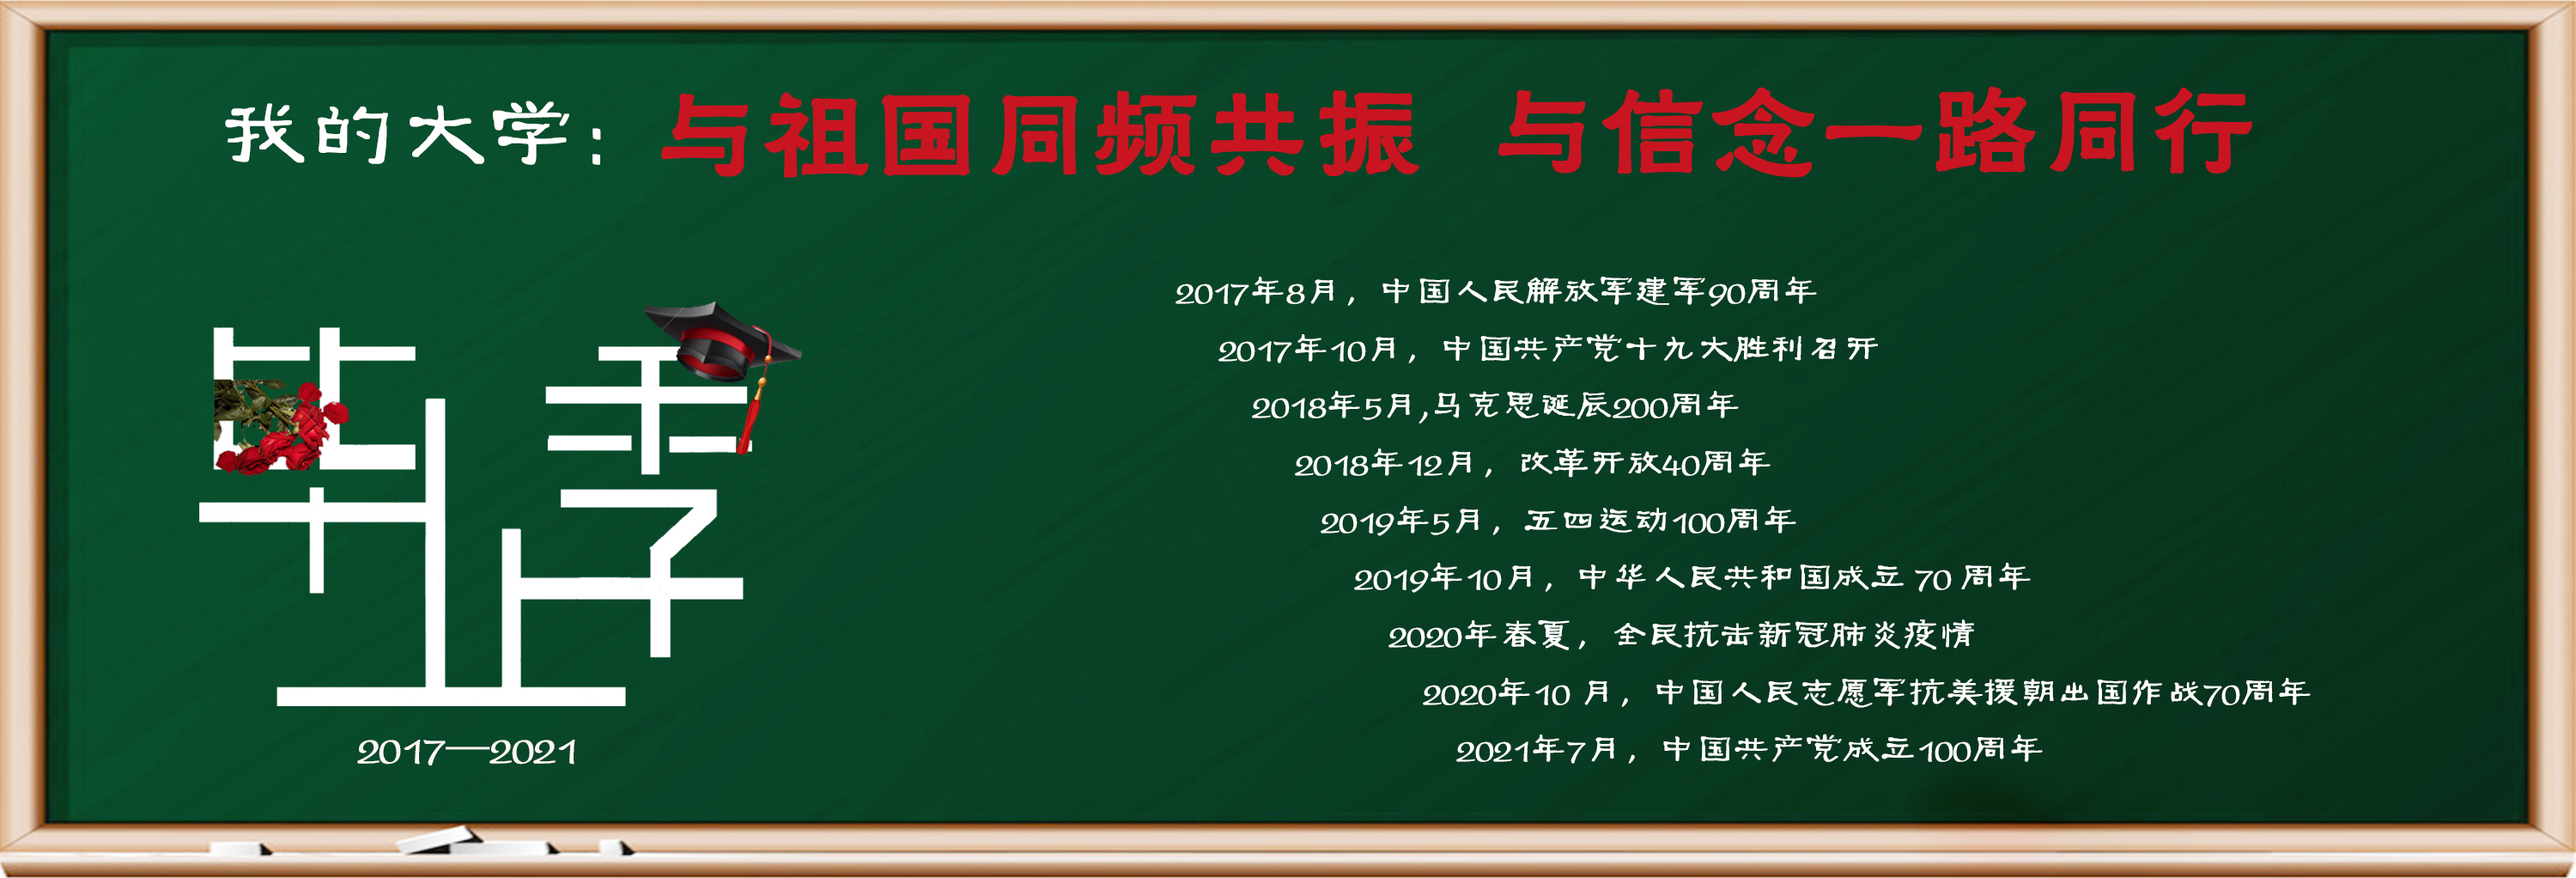 我的大学：与祖国同频共振 与信念一路同行
毕业季
2017—2021
2017年8月，中国人民解放军建军90周年
2017年10月，中国共产党十九大胜利召开
2018年5月,马克思诞辰200周年
2018年12月，改革开放40周年
2019年5月，五四运动100周年
2019年10月，中华人民共和国成立 70 周年
2020年春夏，全民抗击新冠肺炎疫情
2020年10 月，中国人民志愿军抗美援朝出国作战70周年
2021年7月，中国共产党成立100周年